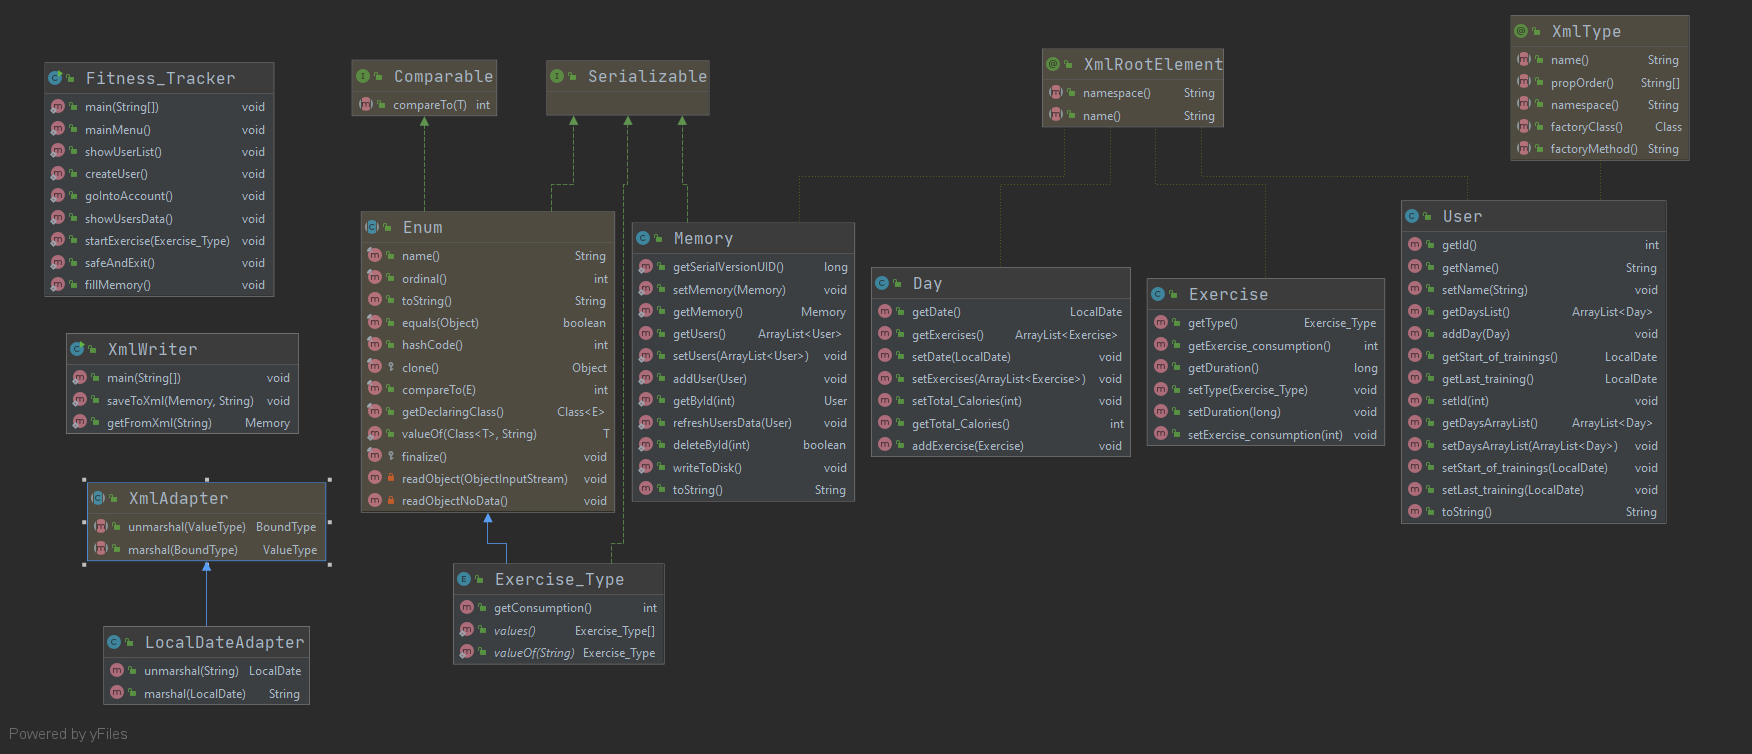 Fitness_Tracker
main(String[]) void
mainMenu() void
showUserList() void
createUser() void
goIntoAccount() void
showUsersData() void
startExercise(Exercise_Type) void
safeAndExit() void
fillMemory() void
XmlWriter
main(String[]) void
saveToXml(Memory, String) void
getFromXml(String) Memory
XmlAdapter
unmarshal(ValueType) BoundType
marshal(BoundType) ValueType
LocalDateAdapter
unmarshal(String) LocalDate
marshal(LocalDate) String
Comparable
compareTo(T) int
Serializable
Enum
name() String
ordinal() int
toString() String
equals(Object) boolean
hashCode() int
clone() Object
compareTo(E) int
getDeclaringClass() Class<E>
valueOf(Class<T>, String) T
finalize() void
readObject(ObjectInputStream) void
readObjectNoData() void
Exercise_Type
getConsumption() int
values() Exercise_Type[]
valueOf(String) Exercise_Type
Memory
getSerialVersionUID() long
setMemory(Memory) void
getMemory() Memory
getUsers() ArrayList<User>
setUsers(ArrayList<User>) void
addUser(User) void
getById(int) User
refreshUsersData(User) void
deleteById(int) boolean
writeToDisk() void
toString() String
XmlRootElement
namespace() String
name() String
Day
getDate() LocalDate
getExercises() ArrayList<Exercise>
setDate(LocalDate) void
setExercises(ArrayList<Exercise>) void
setTotal_Calories(int) void
getTotal_Calories() int
addExercise(Exercise) void
Exercise
getType() Exercise_Type
getExercise_consumption() int
getDuration() long
setType(Exercise_Type) void
setDuration(long) void
setExercise_consumption(int) void
XmlType
name() String
propOrder() String[]
namespace() String
factoryClass() Class
factoryMethod() String
User
getId() int
getName() String
setName(String) void
getDaysList() ArrayList<Day>
addDay(Day) void
getStart_of_trainings() LocalDate
getLast_training() LocalDate
setId(int) void
getDaysArrayList() ArrayList<Day>
setDaysArrayList(ArrayList<Day>) void
setStart_of_trainings(LocalDate) void
setLast_training(LocalDate) void
toString() String
Powered by yFiles